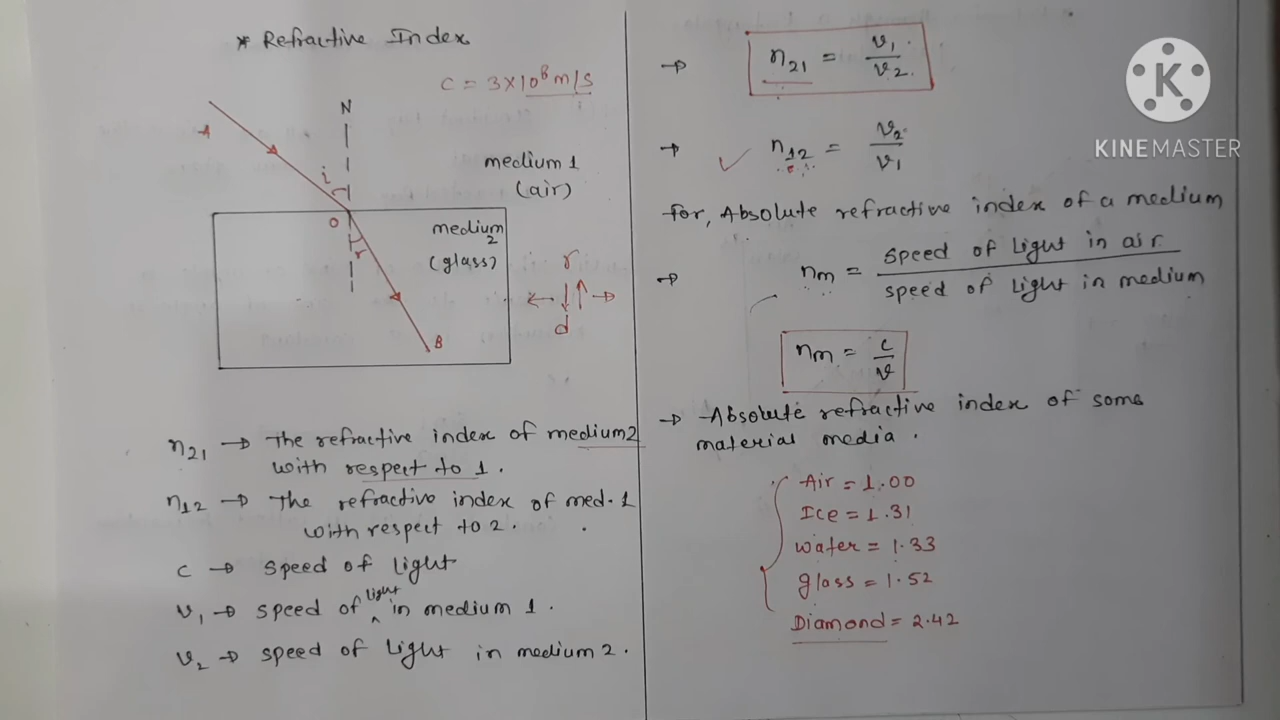 * Refractive Index
C = 3×10⁸ m/s
N
A
i
medium 1
(air)
O
medium 2
(glass)
r
r
d
B
n₂₁ → The refractive index of medium 2
with respect to 1.
n₁₂ → The refractive index of med. 1
with respect to 2.
C → speed of light
v₁ → speed of light in medium 1.
v₂ → speed of light in medium 2.
→ n₂₁ = v₁/v₂
→ n₁₂ = v₂/v₁
for, Absolute refractive index of a medium
→ nm = speed of light in air
speed of light in medium
nm = c/v
→ Absolute refractive index of some
material media.
Air = 1.00
Ice = 1.31
water = 1.33
glass = 1.52
Diamond = 2.42
K
KINEMASTER